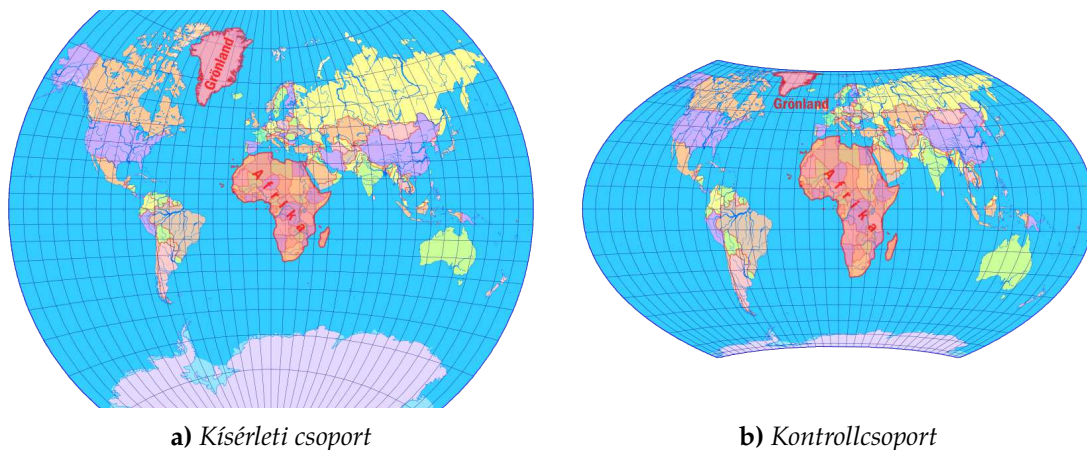 Grönland
Afrika
a) Kísérleti csoport
Grönland
Afrika
b) Kontrollcsoport